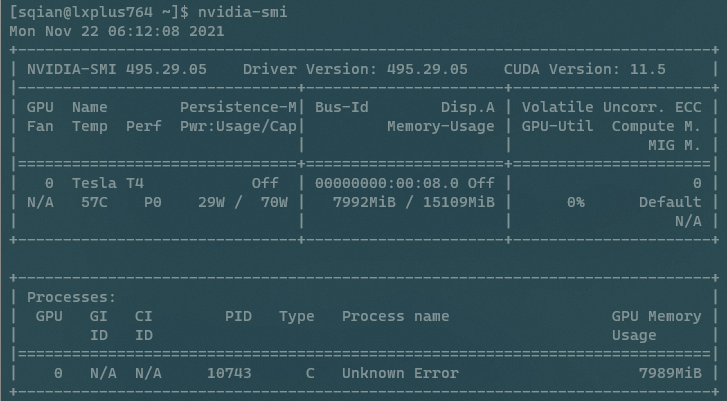 [sqian@lxplus764 ~]$ nvidia-smi
Mon Nov 22 06:12:08 2021
+-----------------------------------------------------------------------------+
| NVIDIA-SMI 495.29.05    Driver Version: 495.29.05    CUDA Version: 11.5     |
|-------------------------------+----------------------+----------------------+
| GPU  Name        Persistence-M| Bus-Id        Disp.A | Volatile Uncorr. ECC |
| Fan  Temp  Perf  Pwr:Usage/Cap|         Memory-Usage | GPU-Util  Compute M. |
|                               |                      |               MIG M. |
|===============================+======================+======================|
|   0  Tesla T4            Off  | 00000000:00:08.0 Off |                    0 |
| N/A   57C    P0    29W /  70W |   7992MiB / 15109MiB |      0%      Default |
|                               |                      |                  N/A |
+-------------------------------+----------------------+----------------------+

+-----------------------------------------------------------------------------+
| Processes:                                                                  |
|  GPU   GI   CI        PID   Type   Process name                  GPU Memory |
|        ID   ID                                                   Usage      |
|=============================================================================|
|    0   N/A  N/A     10743      C   Unknown Error                    7989MiB |
+-----------------------------------------------------------------------------+